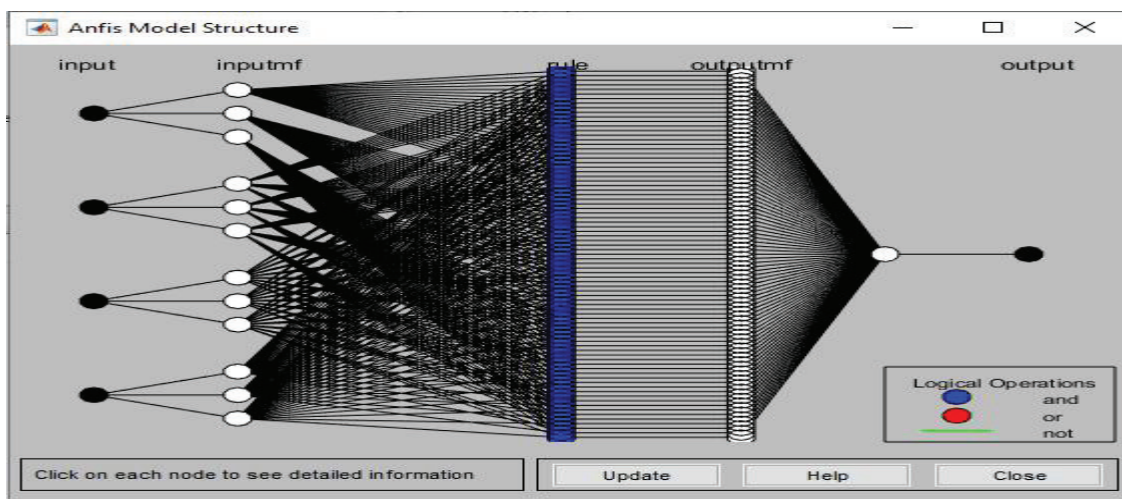 Anfis Model Structure
input inputmf rule outputmf output
Logical Operations
and
or
not
Click on each node to see detailed information Update Help Close